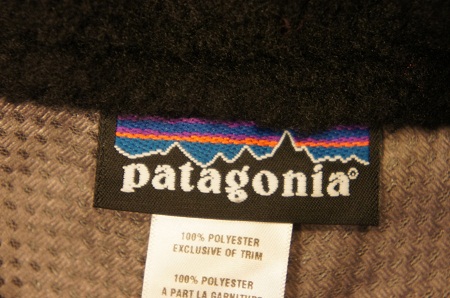 patagonia®
100% POLYESTER
EXCLUSIVE OF TRIM
100% POLYESTER
À PART LA GARNITURE